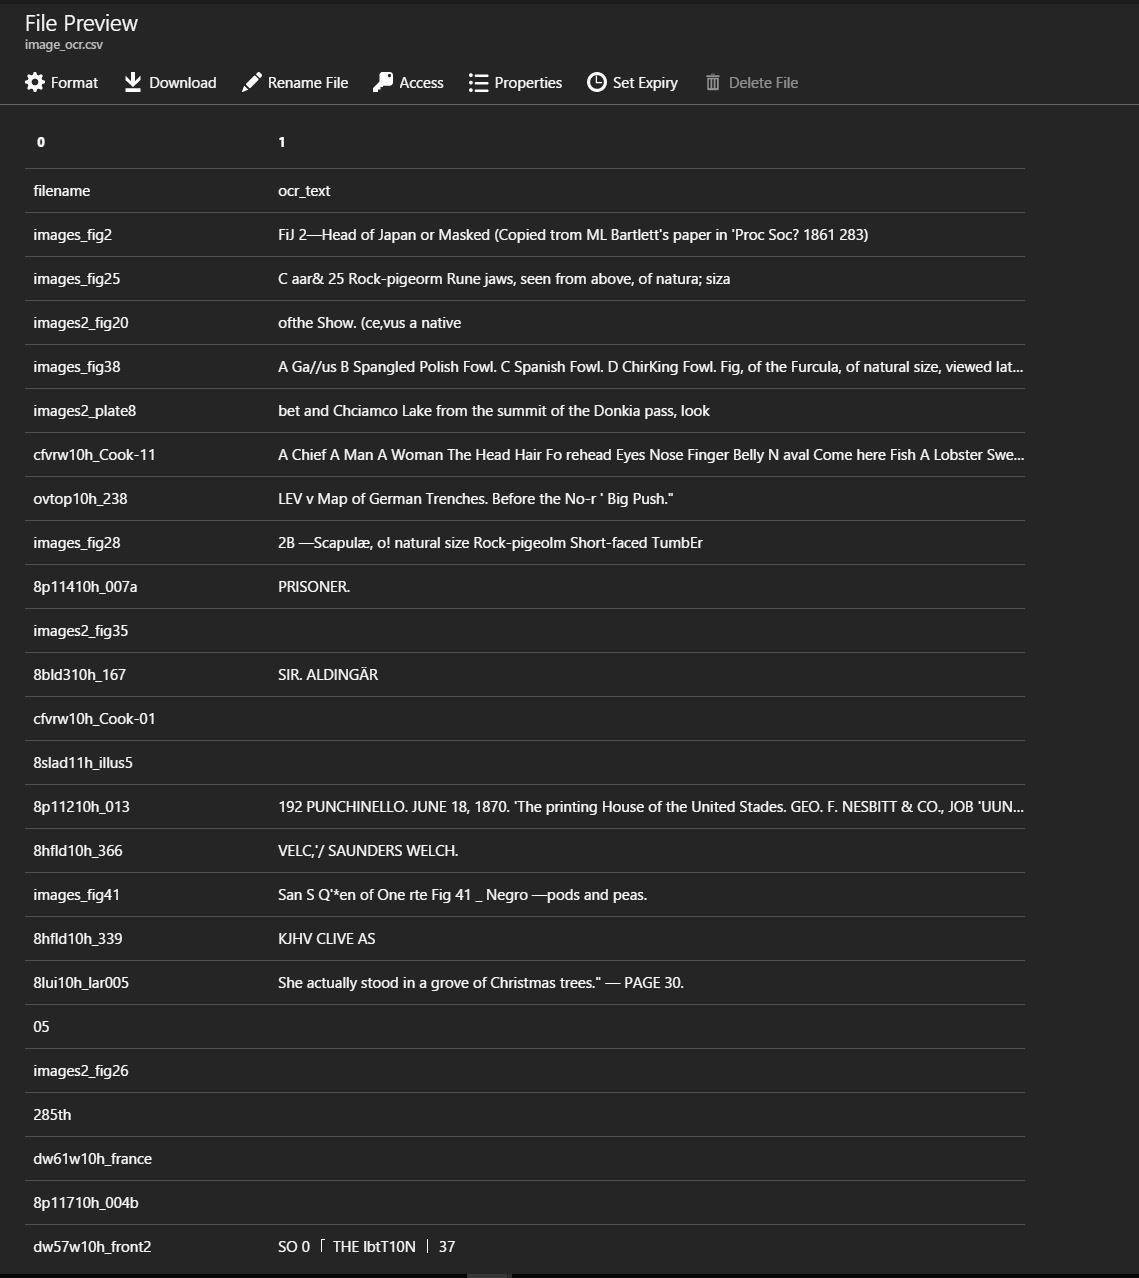 File Preview
image_ocr.csv
Format Download Rename File Access Properties Set Expiry Delete File
0 1
filename ocr_text
images_fig2 FiJ 2—Head of Japan or Masked (Copied trom ML Bartlett's paper in 'Proc Soc? 1861 283)
images_fig25 C aar& 25 Rock-pigeorm Rune jaws, seen from above, of natura; siza
images2_fig20 ofthe Show. (ce,vus a native
images_fig38 A Ga//us B Spangled Polish Fowl. C Spanish Fowl. D ChirKing Fowl. Fig, of the Furcula, of natural size, viewed lat...
images2_plate8 bet and Chciamco Lake from the summit of the Donkia pass, look
cfvrw10h_Cook-11 A Chief A Man A Woman The Head Hair Fo rehead Eyes Nose Finger Belly N aval Come here Fish A Lobster Swe...
ovtop10h_238 LEV v Map of German Trenches. Before the No-r ' Big Push."
images_fig28 2B —Scapulæ, o! natural size Rock-pigeolm Short-faced TumbEr
8p11410h_007a PRISONER.
images2_fig35
8bld310h_167 SIR. ALDINGÄR
cfvrw10h_Cook-01
8slad11h_illus5
8p11210h_013 192 PUNCHINELLO. JUNE 18, 1870. 'The printing House of the United Stades. GEO. F. NESBITT & CO., JOB 'UUN...
8hfld10h_366 VELC,'/ SAUNDERS WELCH.
images_fig41 San S Q'*en of One rte Fig 41 _ Negro —pods and peas.
8hfld10h_339 KJHV CLIVE AS
8lui10h_lar005 She actually stood in a grove of Christmas trees." — PAGE 30.
05
images2_fig26
285th
dw61w10h_france
8p11710h_004b
dw57w10h_front2 SO 0「 THE IbtT10N | 37